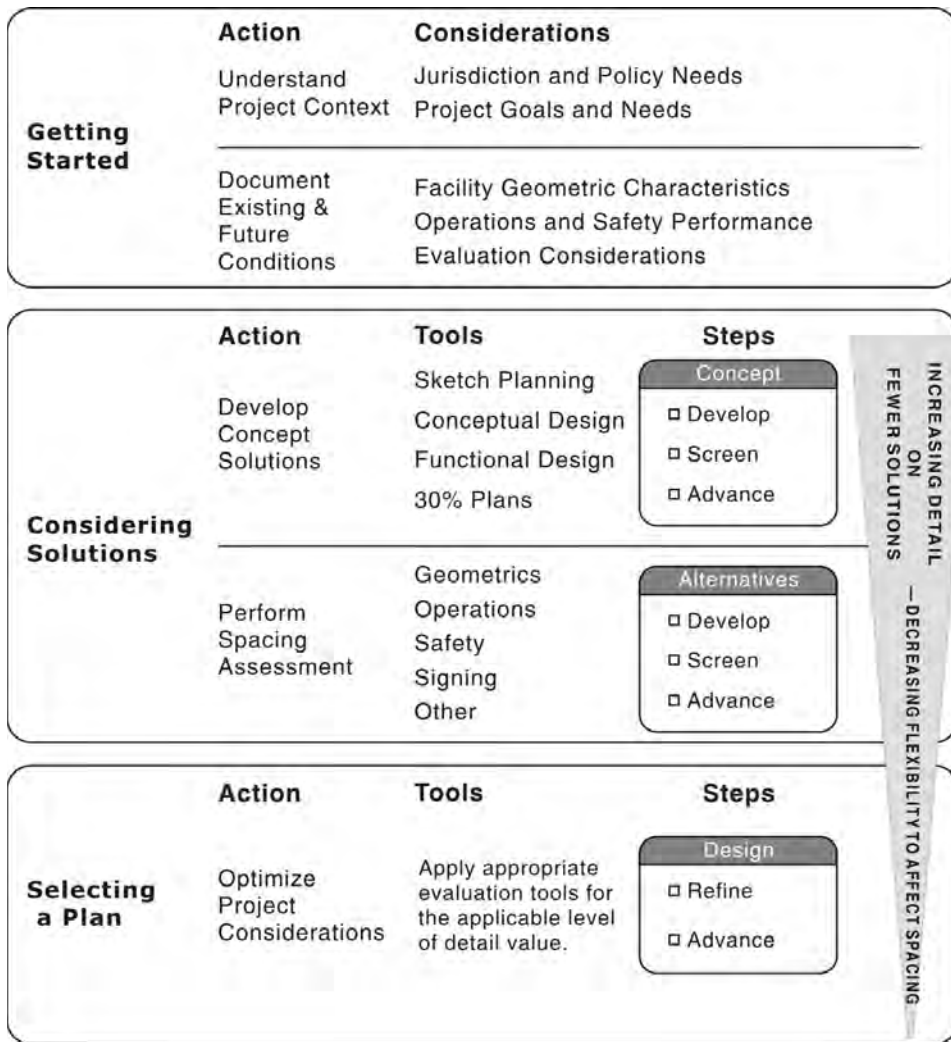 Action
Considerations
Getting
Started
Understand
Project Context
Jurisdiction and Policy Needs
Project Goals and Needs
Document
Existing &
Future
Conditions
Facility Geometric Characteristics
Operations and Safety Performance
Evaluation Considerations
Action
Tools
Steps
Considering
Solutions
Develop
Concept
Solutions
Sketch Planning
Conceptual Design
Functional Design
30% Plans
Concept
Develop
Screen
Advance
Perform
Spacing
Assessment
Geometrics
Operations
Safety
Signing
Other
Alternatives
Develop
Screen
Advance
INCREASING DETAIL
ON
FEWER SOLUTIONS
—DECREASING FLEXIBILITY TO AFFECT SPACING
Action
Tools
Steps
Selecting
a Plan
Optimize
Project
Considerations
Apply appropriate
evaluation tools for
the applicable level
of detail value.
Design
Refine
Advance